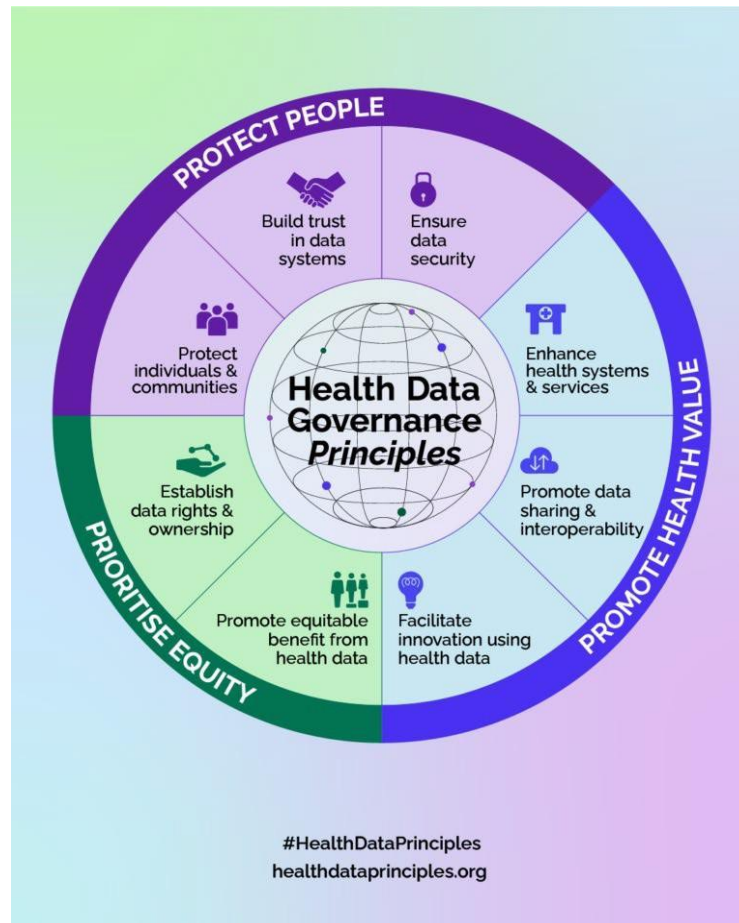 PROTECT PEOPLE
Build trust
in data
systems
Ensure
data
security
Protect
individuals &
communities
Enhance
health systems
& services
Health Data
Governance
Principles
Establish
data rights &
ownership
Promote data
sharing &
interoperability
Promote equitable
benefit from
health data
Facilitate
innovation using
health data
PRIORITISE EQUITY
PROMOTE HEALTH VALUE
#HealthDataPrinciples
healthdataprinciples.org